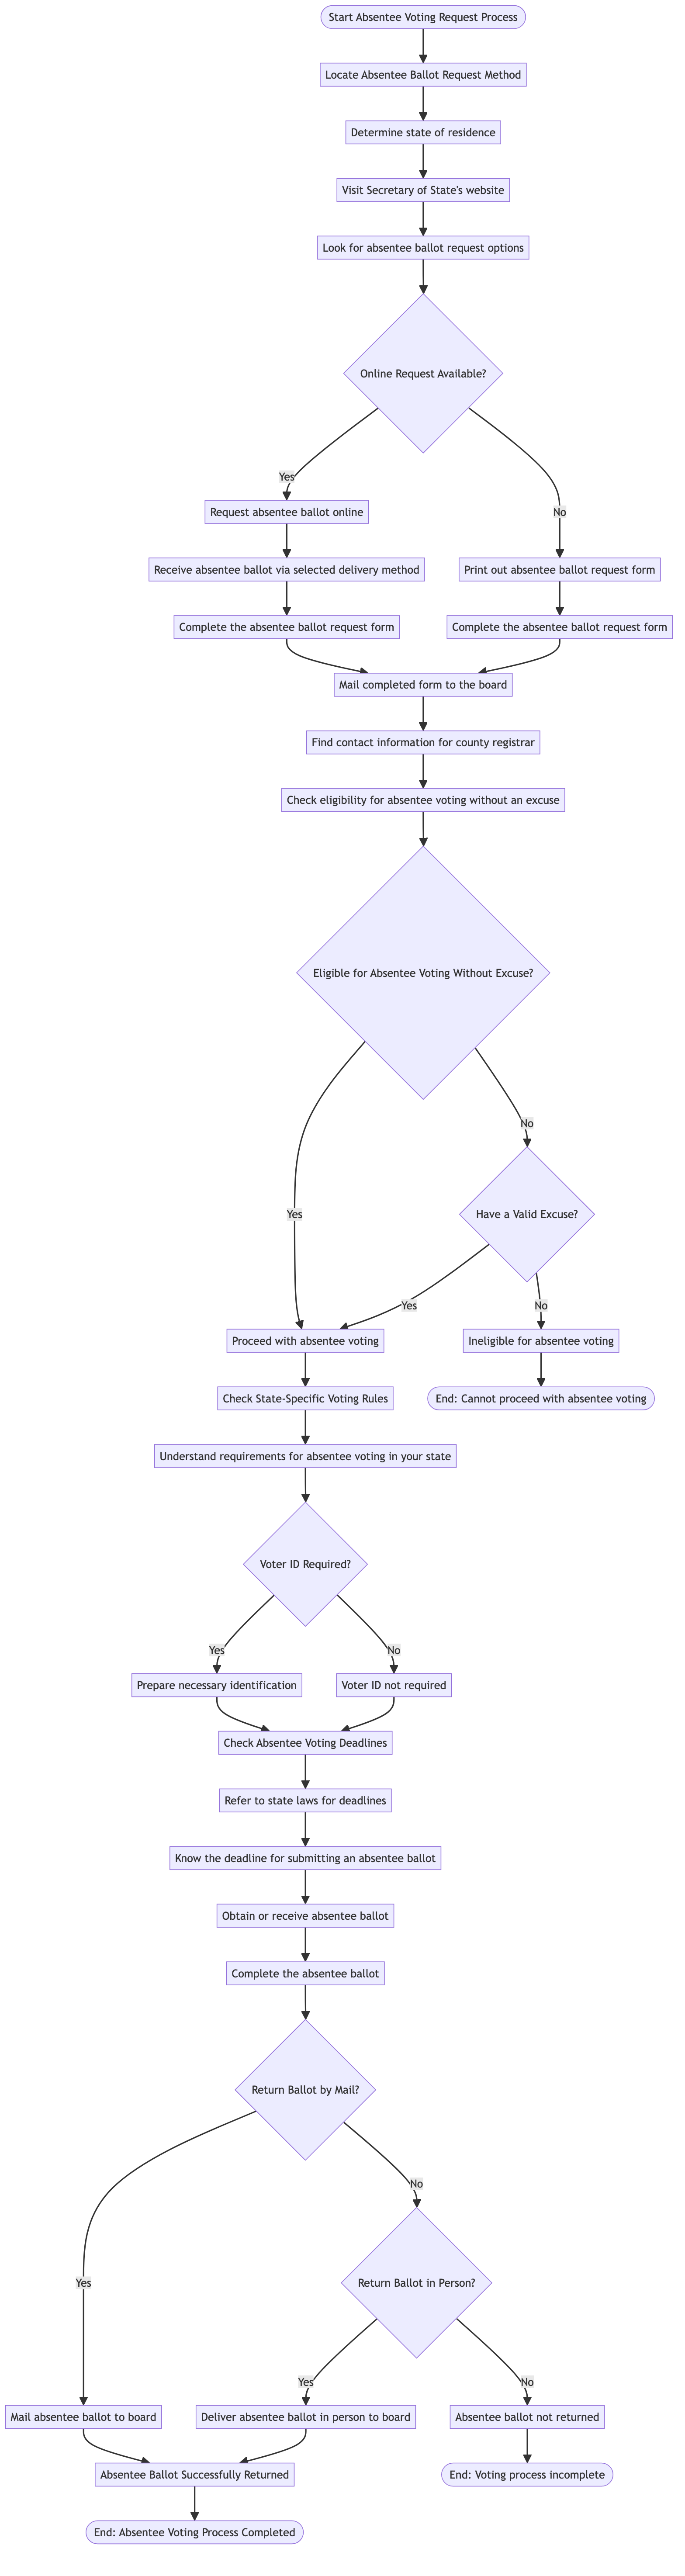 Start Absentee Voting Request Process
Locate Absentee Ballot Request Method
Determine state of residence
Visit Secretary of State's website
Look for absentee ballot request options
Online Request Available?
Yes
No
Request absentee ballot online
Receive absentee ballot via selected delivery method
Print out absentee ballot request form
Complete the absentee ballot request form
Complete the absentee ballot request form
Mail completed form to the board
Find contact information for county registrar
Check eligibility for absentee voting without an excuse
Eligible for Absentee Voting Without Excuse?
No
Yes
Have a Valid Excuse?
Yes
No
Proceed with absentee voting
Ineligible for absentee voting
Check State-Specific Voting Rules
End: Cannot proceed with absentee voting
Understand requirements for absentee voting in your state
Voter ID Required?
Yes
No
Prepare necessary identification
Voter ID not required
Check Absentee Voting Deadlines
Refer to state laws for deadlines
Know the deadline for submitting an absentee ballot
Obtain or receive absentee ballot
Complete the absentee ballot
Return Ballot by Mail?
No
Yes
Return Ballot in Person?
Yes
No
Mail absentee ballot to board
Deliver absentee ballot in person to board
Absentee ballot not returned
Absentee Ballot Successfully Returned
End: Voting process incomplete
End: Absentee Voting Process Completed